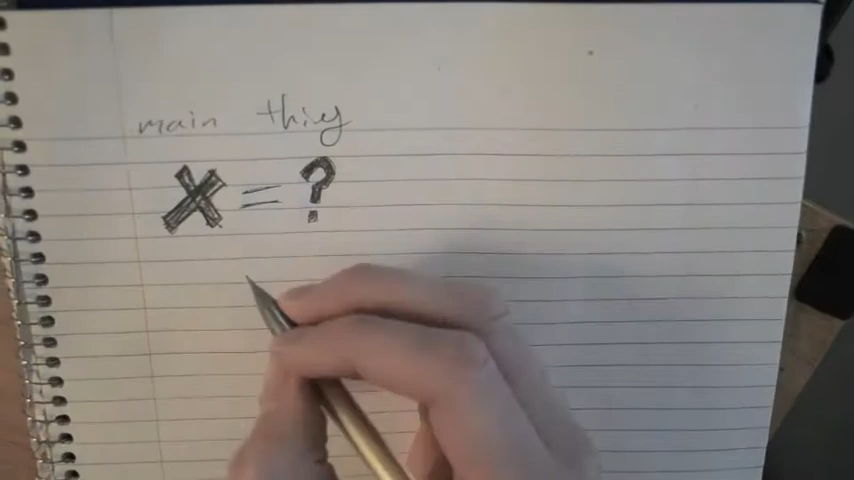 main thing
X = ?